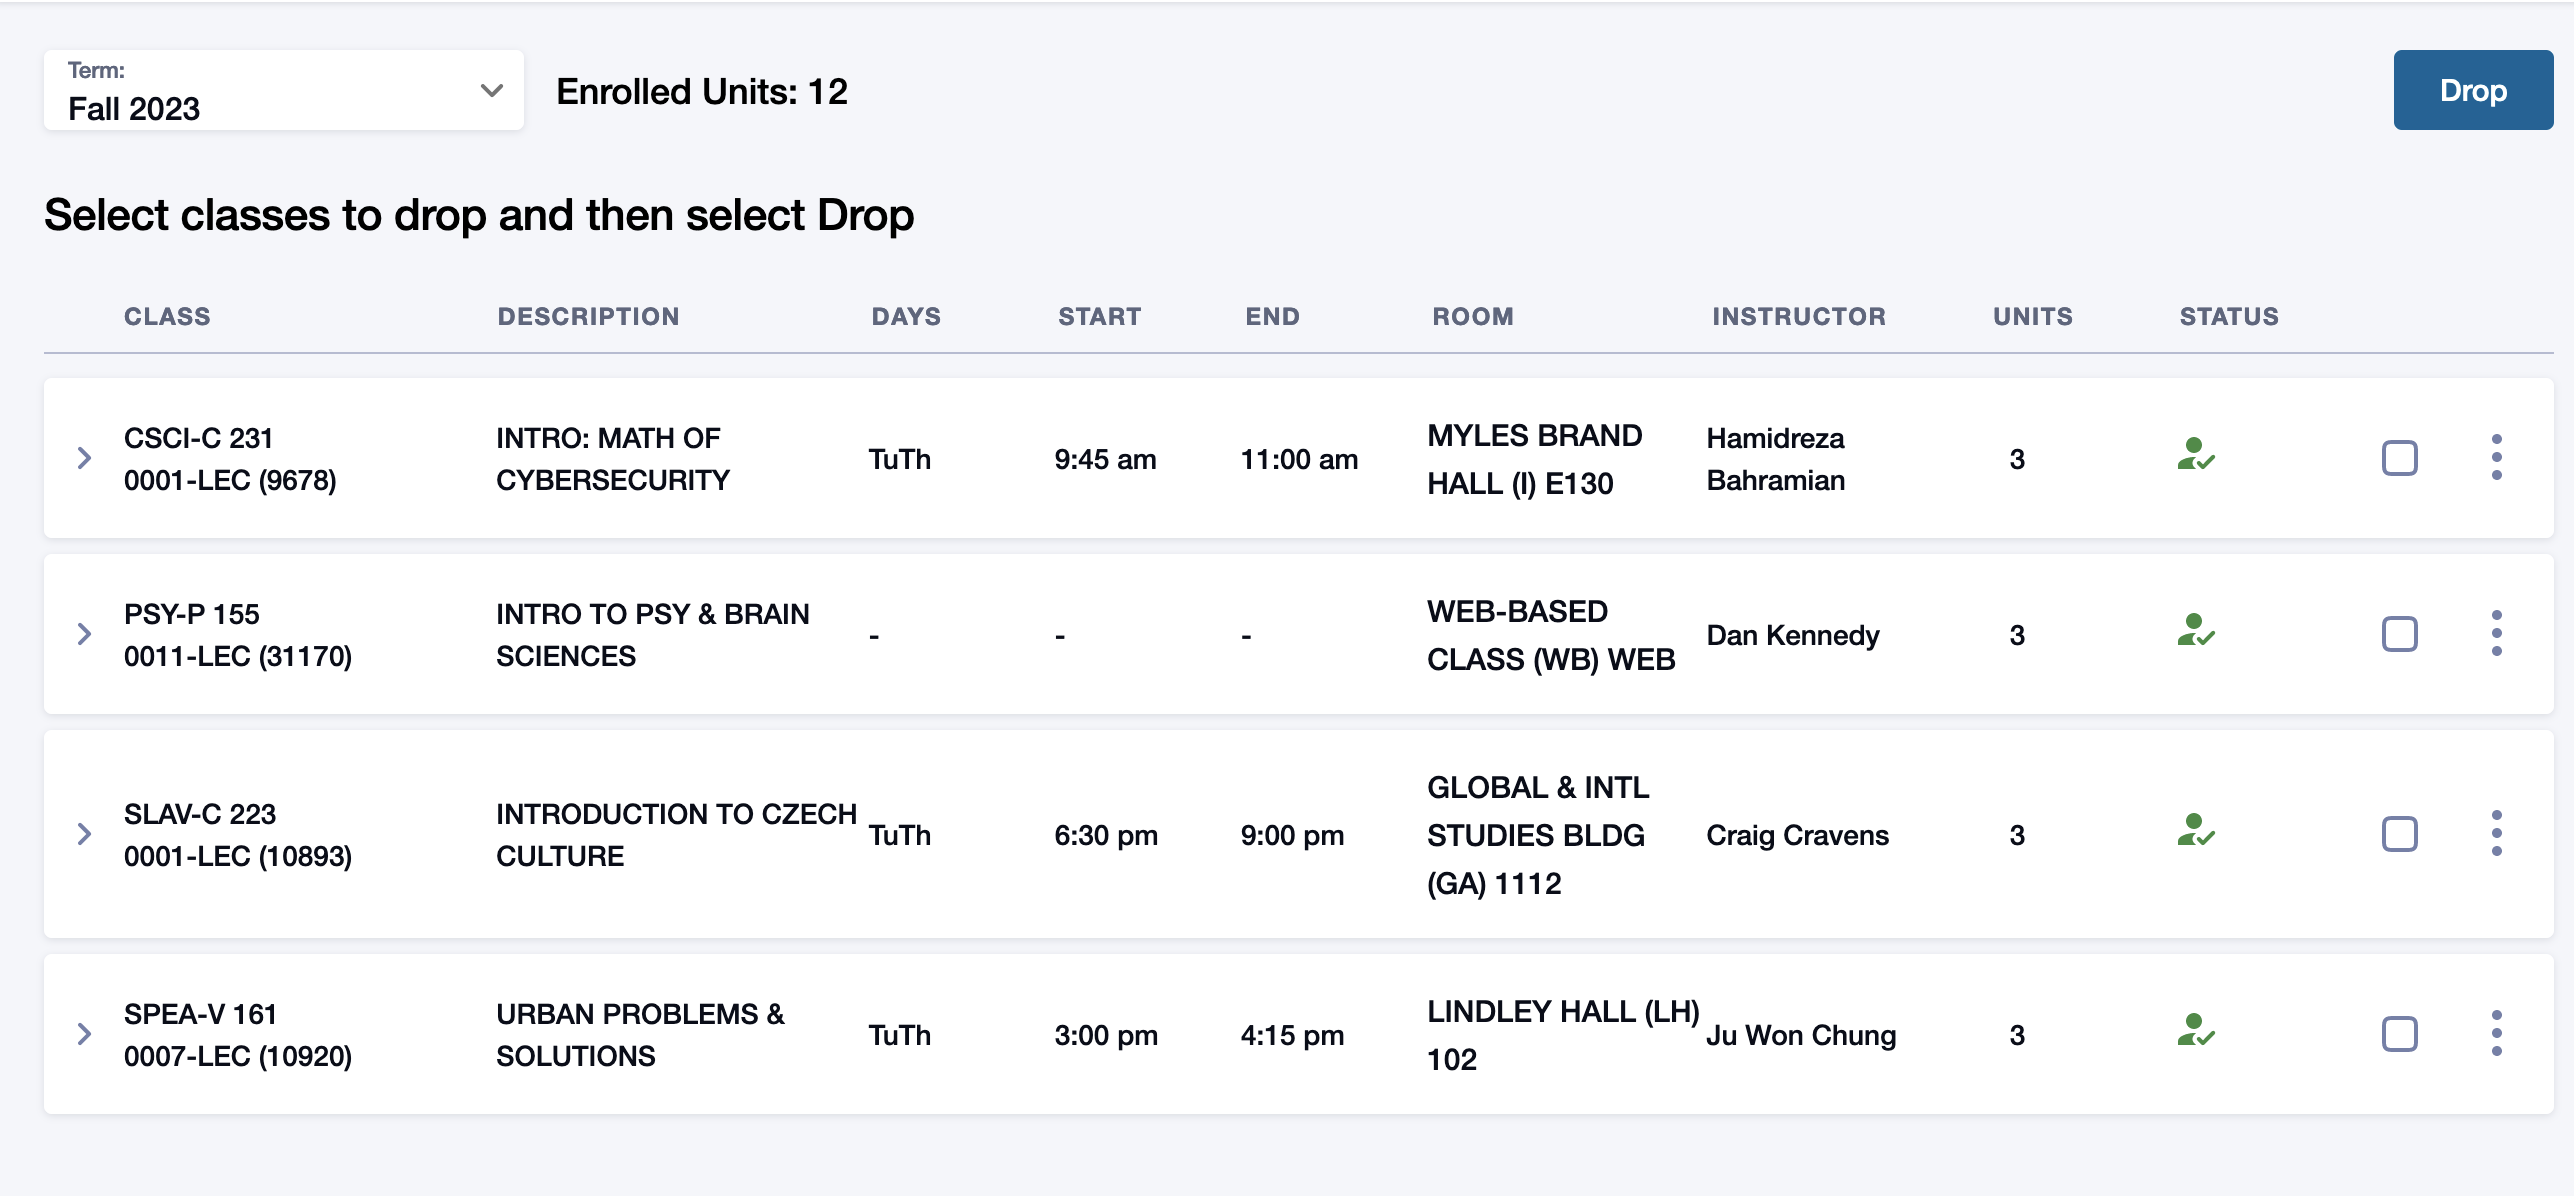 Term:
Fall 2023
Enrolled Units: 12
Drop
Select classes to drop and then select Drop
CLASS DESCRIPTION DAYS START END ROOM INSTRUCTOR UNITS STATUS
CSCI-C 231
0001-LEC (9678)
INTRO: MATH OF
CYBERSECURITY
TuTh
9:45 am
11:00 am
MYLES BRAND
HALL (I) E130
Hamidreza
Bahramian
3
PSY-P 155
0011-LEC (31170)
INTRO TO PSY & BRAIN
SCIENCES
-
-
-
WEB-BASED
CLASS (WB) WEB
Dan Kennedy
3
SLAV-C 223
0001-LEC (10893)
INTRODUCTION TO CZECH
CULTURE
TuTh
6:30 pm
9:00 pm
GLOBAL & INTL
STUDIES BLDG
(GA) 1112
Craig Cravens
3
SPEA-V 161
0007-LEC (10920)
URBAN PROBLEMS &
SOLUTIONS
TuTh
3:00 pm
4:15 pm
LINDLEY HALL (LH)
102
Ju Won Chung
3